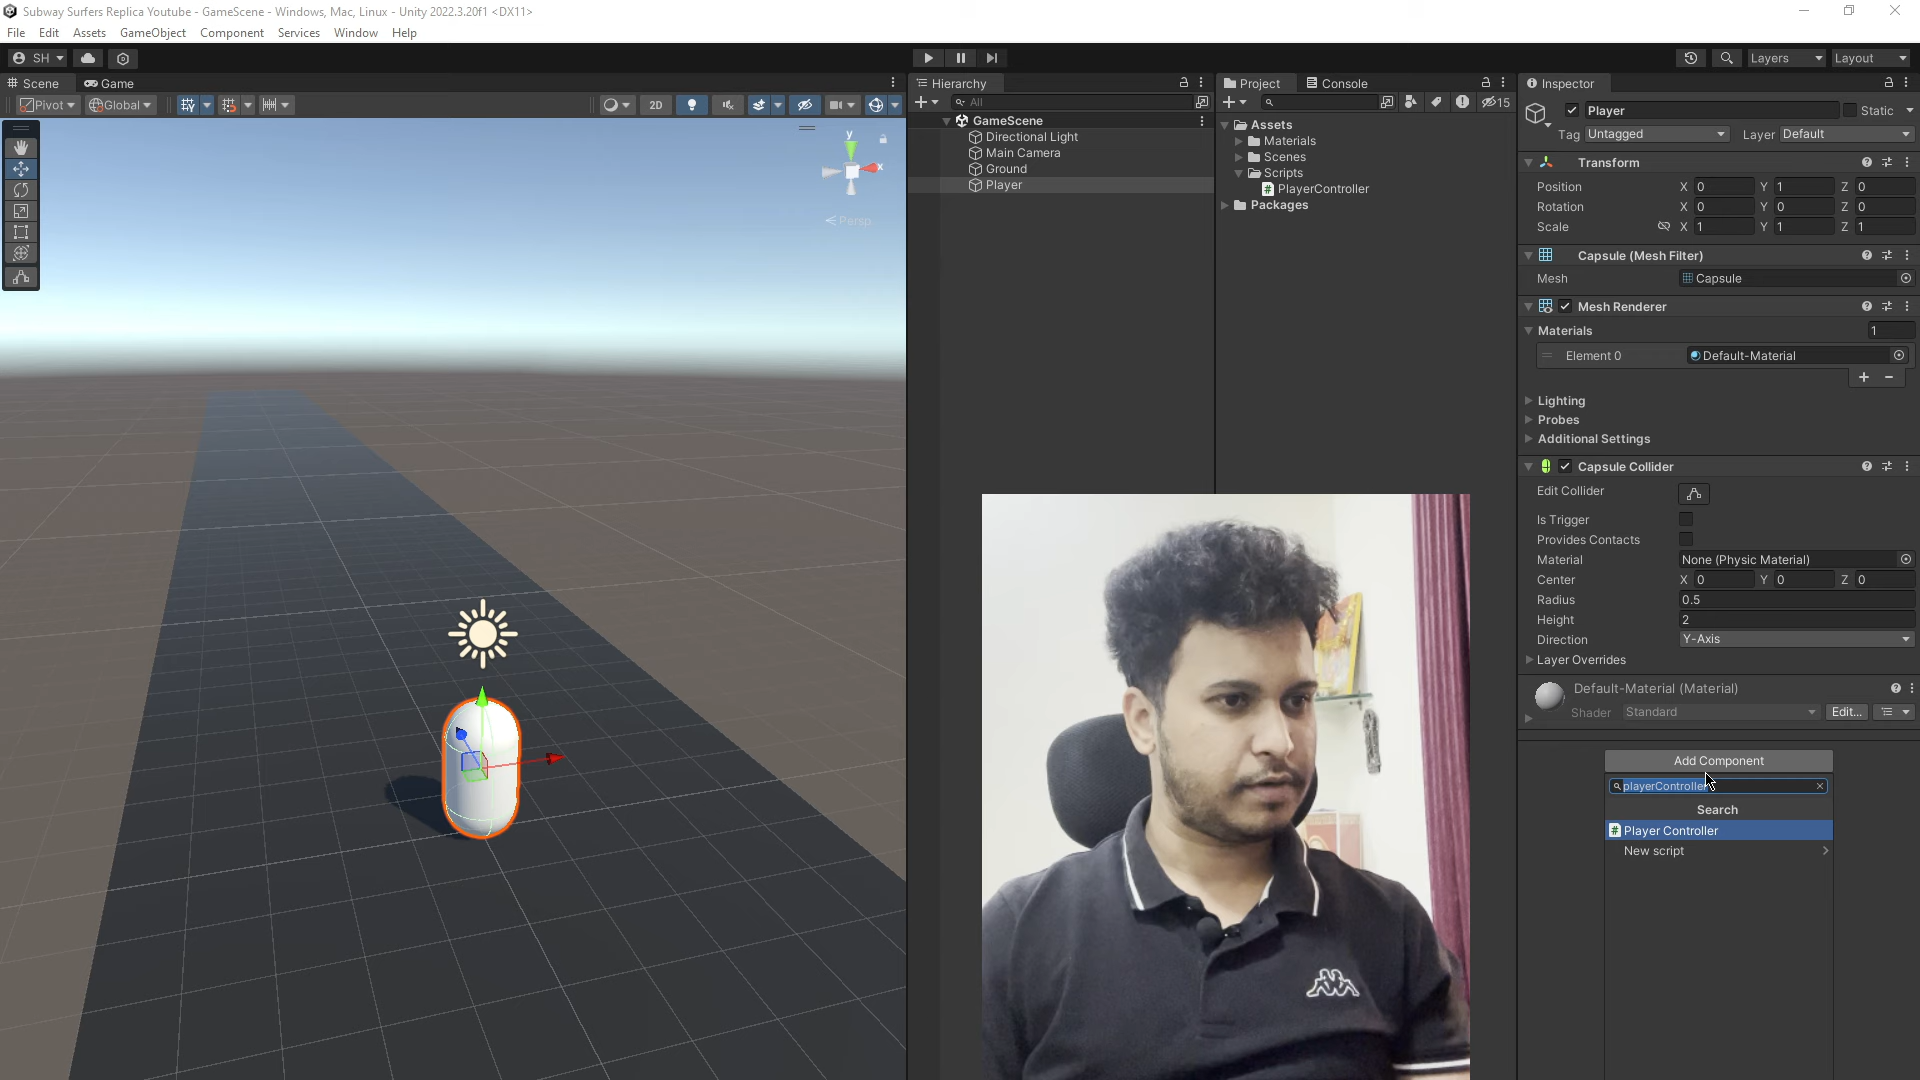 Subway Surfers Replica Youtube - GameScene - Windows, Mac, Linux - Unity 2022.3.20f1 <DX11>
File Edit Assets GameObject Component Services Window Help
SH Layers Layout
Scene Game
Pivot Global 2D
y
x
Persp
Hierarchy
All
GameScene
Directional Light
Main Camera
Ground
Player
Project Console
15
Assets
Materials
Scenes
Scripts
PlayerController
Packages
Inspector
Player Static
Tag Untagged Layer Default
Transform
Position X 0 Y 1 Z 0
Rotation X 0 Y 0 Z 0
Scale X 1 Y 1 Z 1
Capsule (Mesh Filter)
Mesh Capsule
Mesh Renderer
Materials 1
Element 0 Default-Material
Lighting
Probes
Additional Settings
Capsule Collider
Edit Collider
Is Trigger
Provides Contacts
Material None (Physic Material)
Center X 0 Y 0 Z 0
Radius 0.5
Height 2
Direction Y-Axis
Layer Overrides
Default-Material (Material)
Shader Standard Edit...
Add Component
playerController
Search
Player Controller
New script